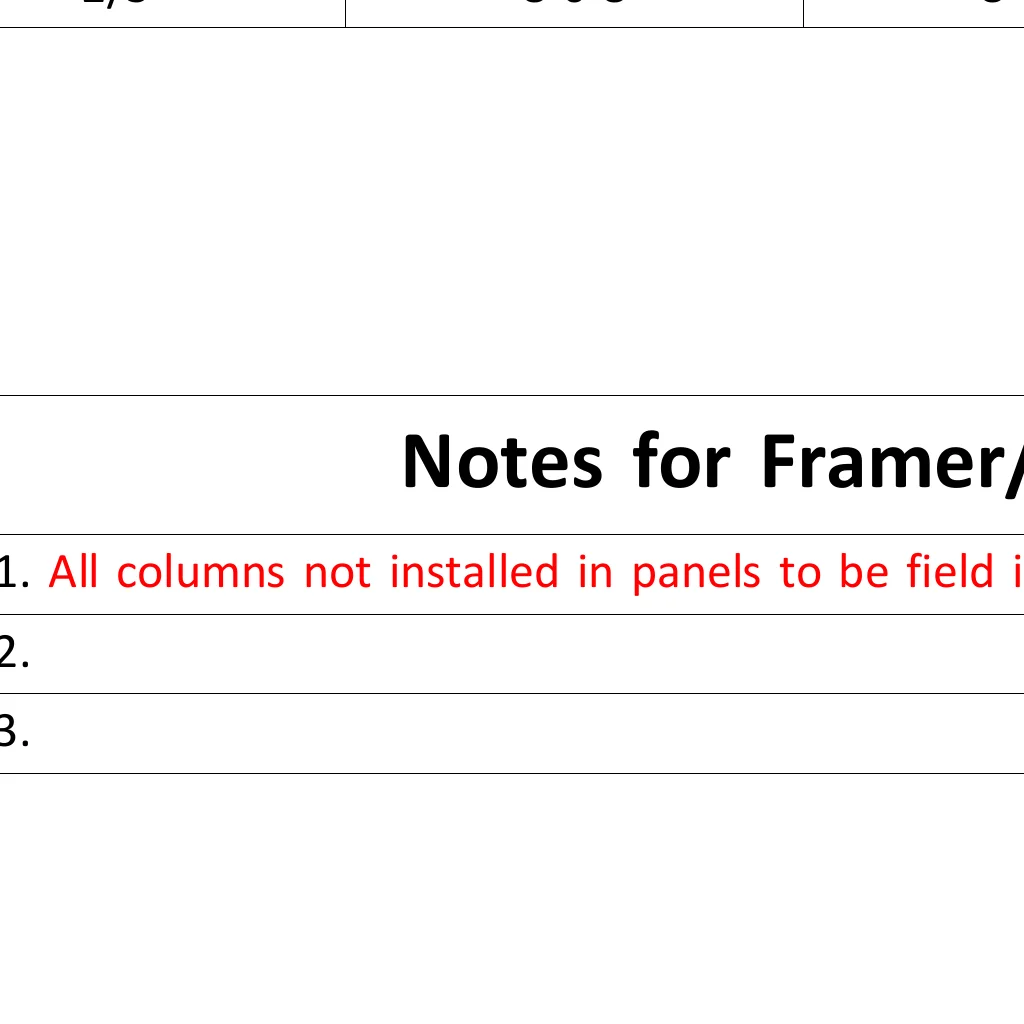 Notes for Framer/
1. All columns not installed in panels to be field
2.
3.